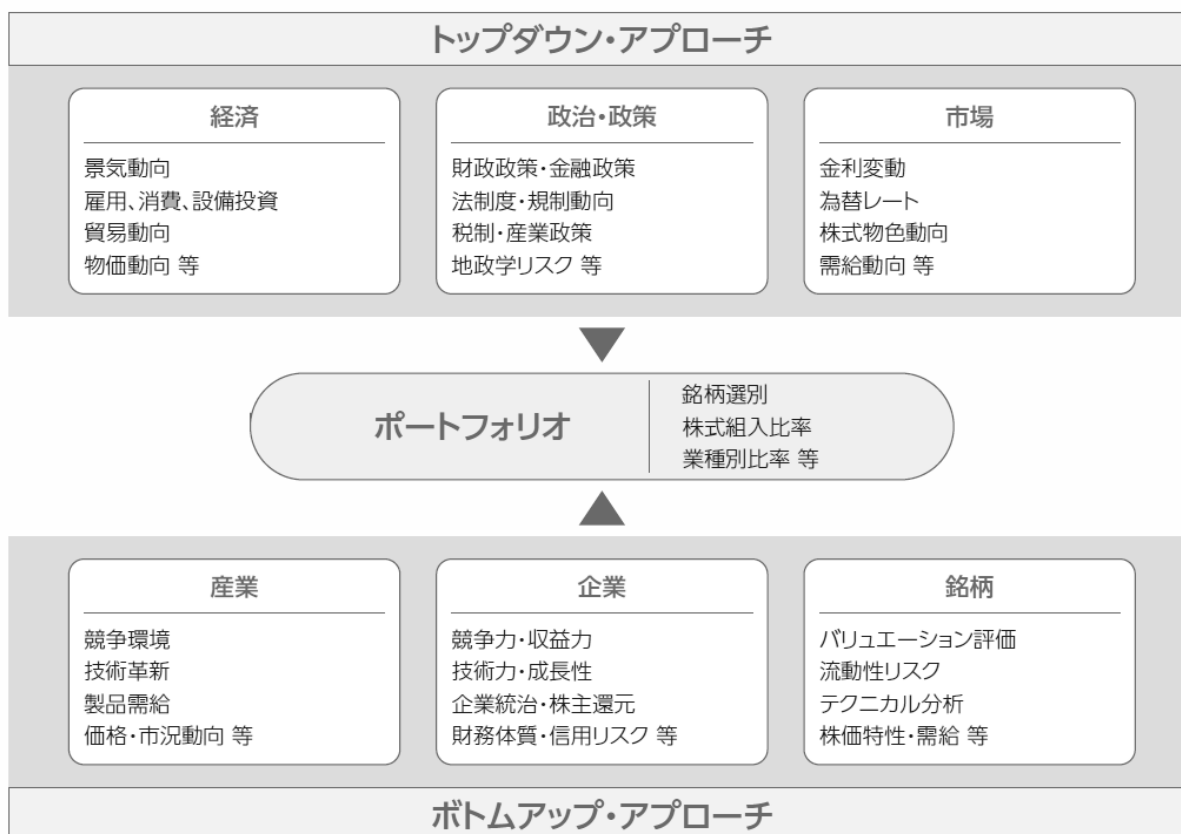 トップダウン・アプローチ
経済
景気動向
雇用、消費、設備投資
貿易動向
物価動向 等
政治・政策
財政政策・金融政策
法制度・規制動向
税制・産業政策
地政学リスク 等
市場
金利変動
為替レート
株式物色動向
需給動向 等
ポートフォリオ
銘柄選別
株式組入比率
業種別比率 等
産業
競争環境
技術革新
製品需給
価格・市況動向 等
企業
競争力・収益力
技術力・成長性
企業統治・株主還元
財務体質・信用リスク 等
銘柄
バリュエーション評価
流動性リスク
テクニカル分析
株価特性・需給 等
ボトムアップ・アプローチ